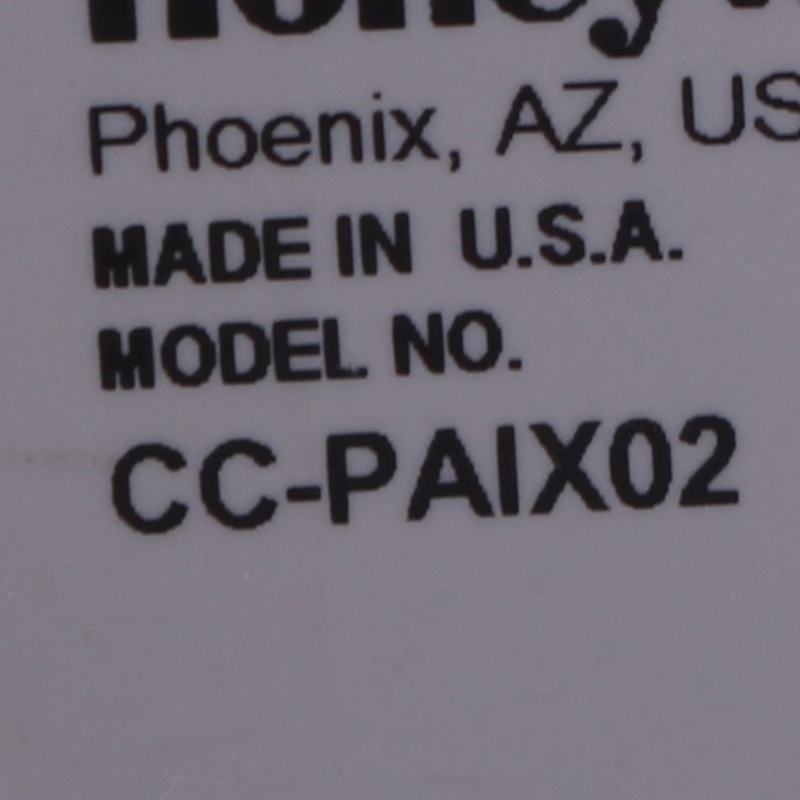 Phoenix, AZ, US
MADE IN U.S.A.
MODEL NO.
CC-PAIX02